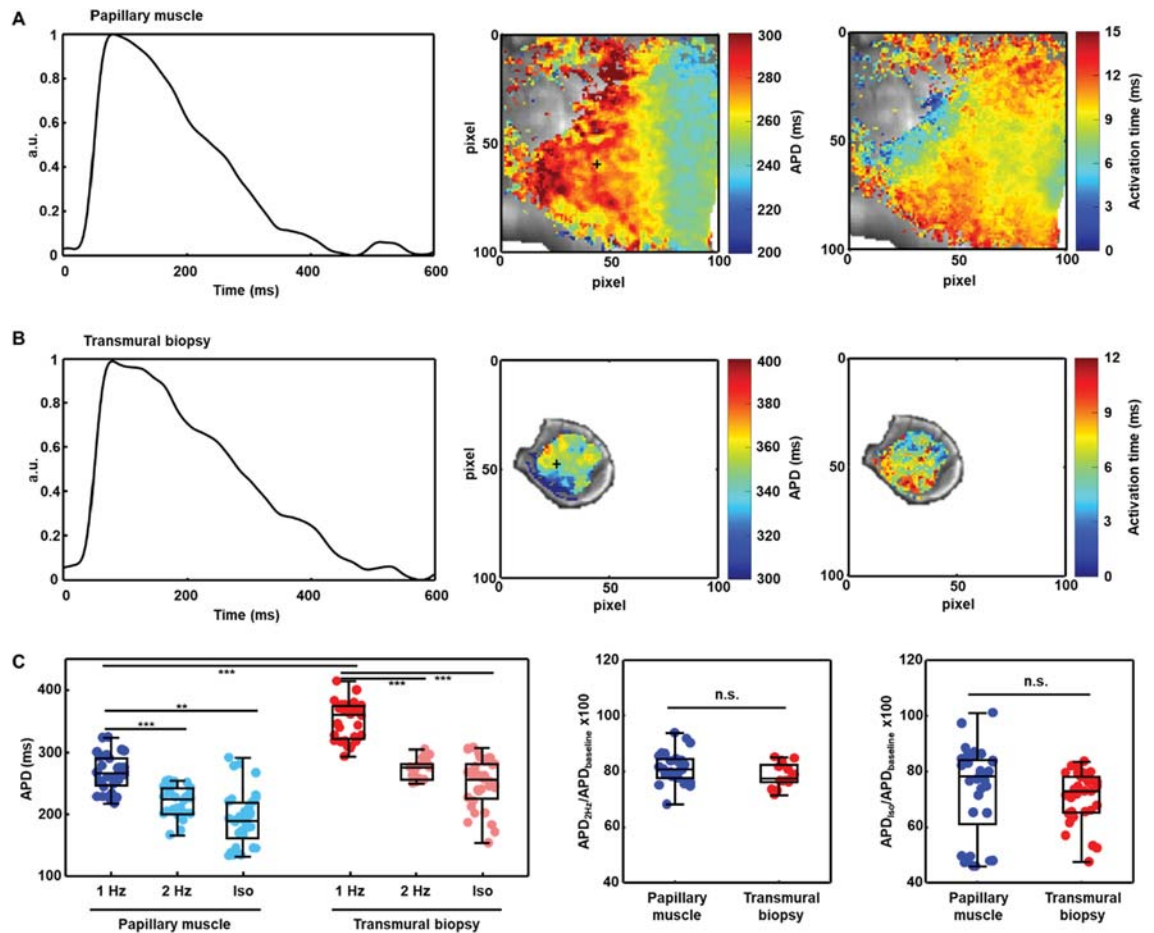 A
Papillary muscle
1
0.8
0.6
0.4
0.2
0
a.u.
0 200 400 600
Time (ms)
0
50
100
pixel
50 100
pixel
300
280
260
240
220
200
APD (ms)
0
50
100
0 50 100
pixel
15
12
9
6
3
0
Activation time (ms)
B
Transmural biopsy
1
0.8
0.6
0.4
0.2
0
a.u.
0 200 400 600
Time (ms)
0
50
100
pixel
0 50 100
pixel
400
380
360
340
320
300
APD (ms)
0
50
100
0 50 100
pixel
12
9
6
3
0
Activation time (ms)
C
400
300
200
100
APD (ms)
***
**
***
*** ***
1 Hz 2 Hz Iso 1 Hz 2 Hz Iso
Papillary muscle Transmural biopsy
120
100
80
60
40
APD2Hz/APDbaseline x100
n.s.
Papillary Transmural
muscle biopsy
120
100
80
60
40
APDIso/APDbaseline x100
n.s.
Papillary Transmural
muscle biopsy